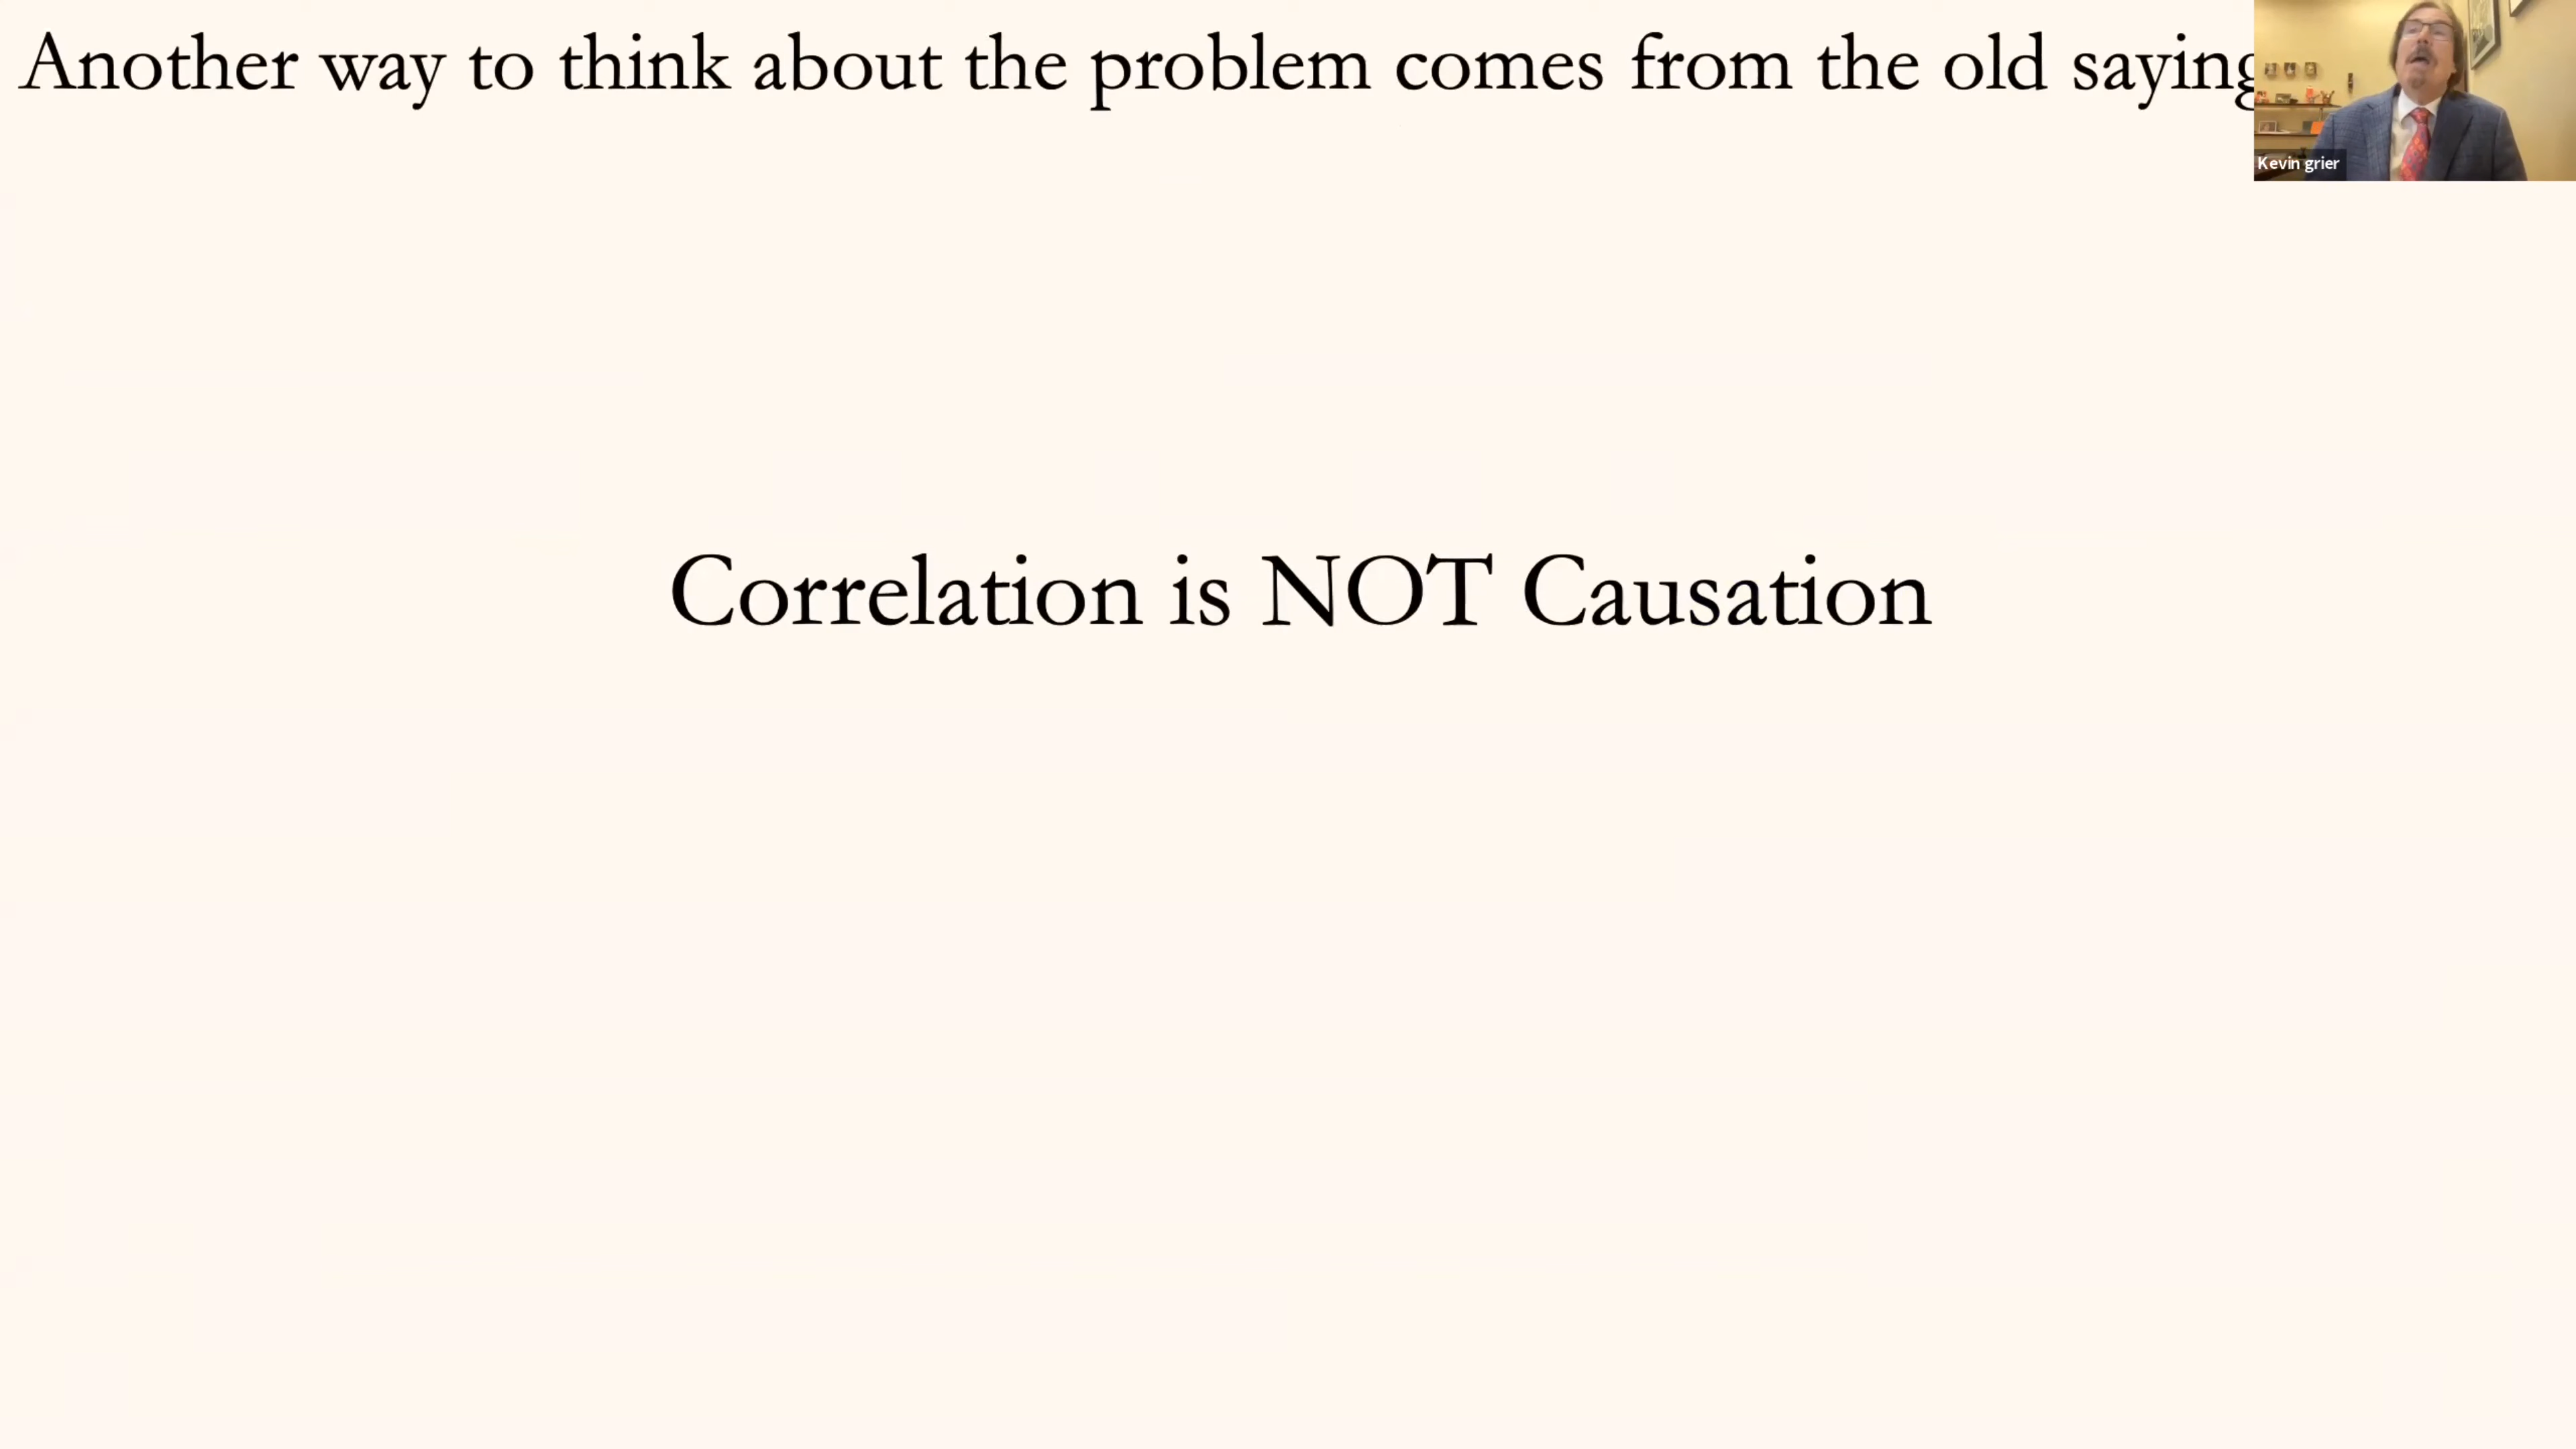 Another way to think about the problem comes from the old saying
Kevin grier
Correlation is NOT Causation